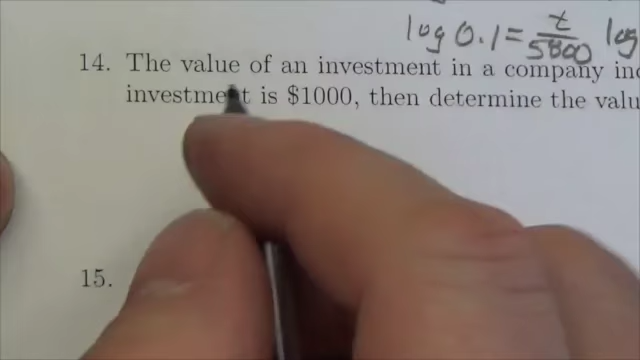 log 0.1 = t/5800 log
14. The value of an investment in a company inc
investment is $1000, then determine the valu
15.